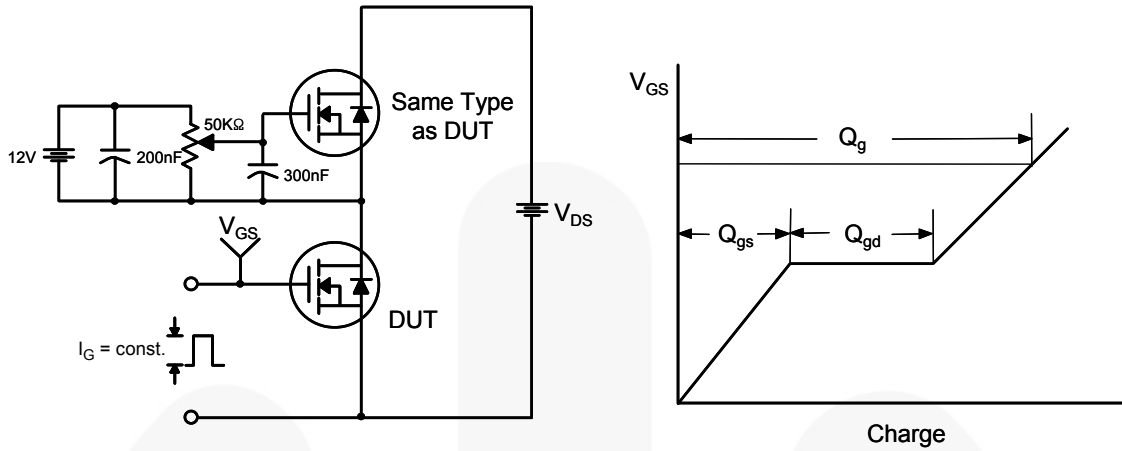 Same Type
as DUT
50KΩ
12V
200nF
300nF
V_GS
V_DS
DUT
I_G = const.
V_GS
Q_g
Q_gs
Q_gd
Charge